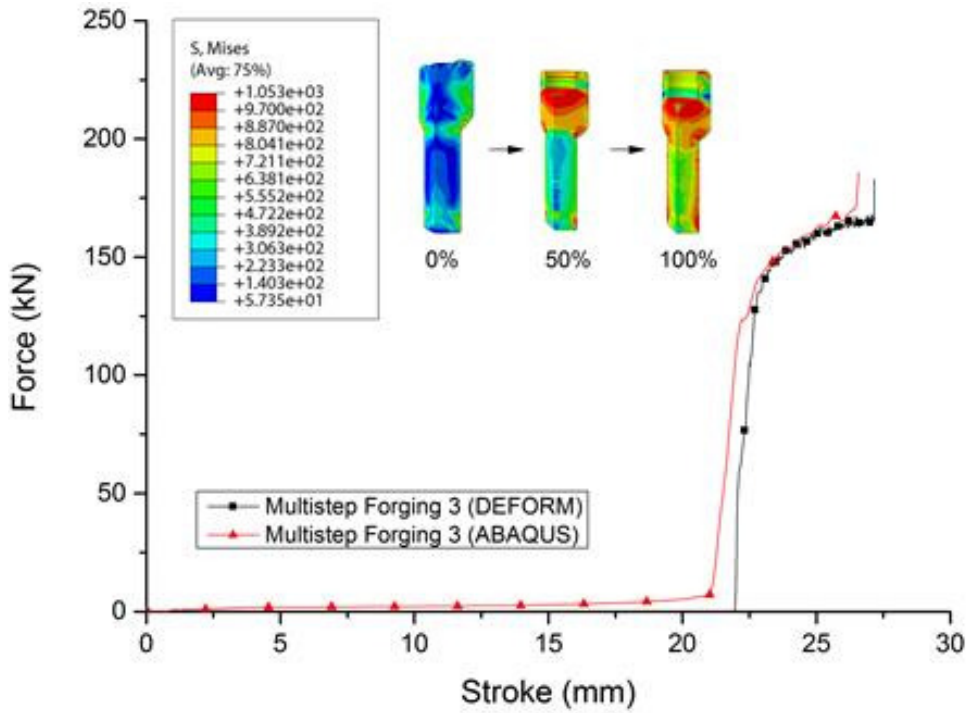 250
200
150
100
50
0
Force (kN)
S, Mises
(Avg: 75%)
+1.053e+03
+9.700e+02
+8.870e+02
+8.041e+02
+7.211e+02
+6.381e+02
+5.552e+02
+4.722e+02
+3.892e+02
+3.063e+02
+2.233e+02
+1.403e+02
+5.735e+01
0% 50% 100%
Multistep Forging 3 (DEFORM)
Multistep Forging 3 (ABAQUS)
0 5 10 15 20 25 30
Stroke (mm)